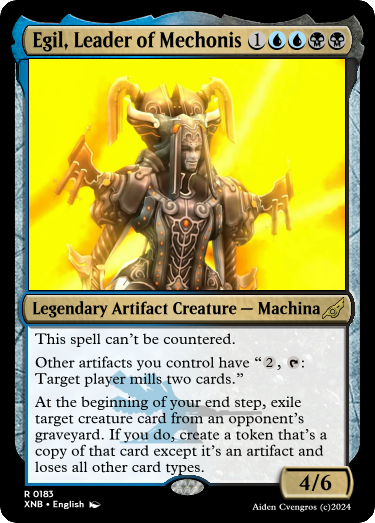 Egil, Leader of Mechonis 1
Legendary Artifact Creature — Machina
This spell can't be countered.
Other artifacts you control have “2, :
Target player mills two cards.”
At the beginning of your end step, exile
target creature card from an opponent's
graveyard. If you do, create a token that's a
copy of that card except it's an artifact and
loses all other card types.
4/6
R 0183
XNB • English
Aiden Cvengros (c)2024